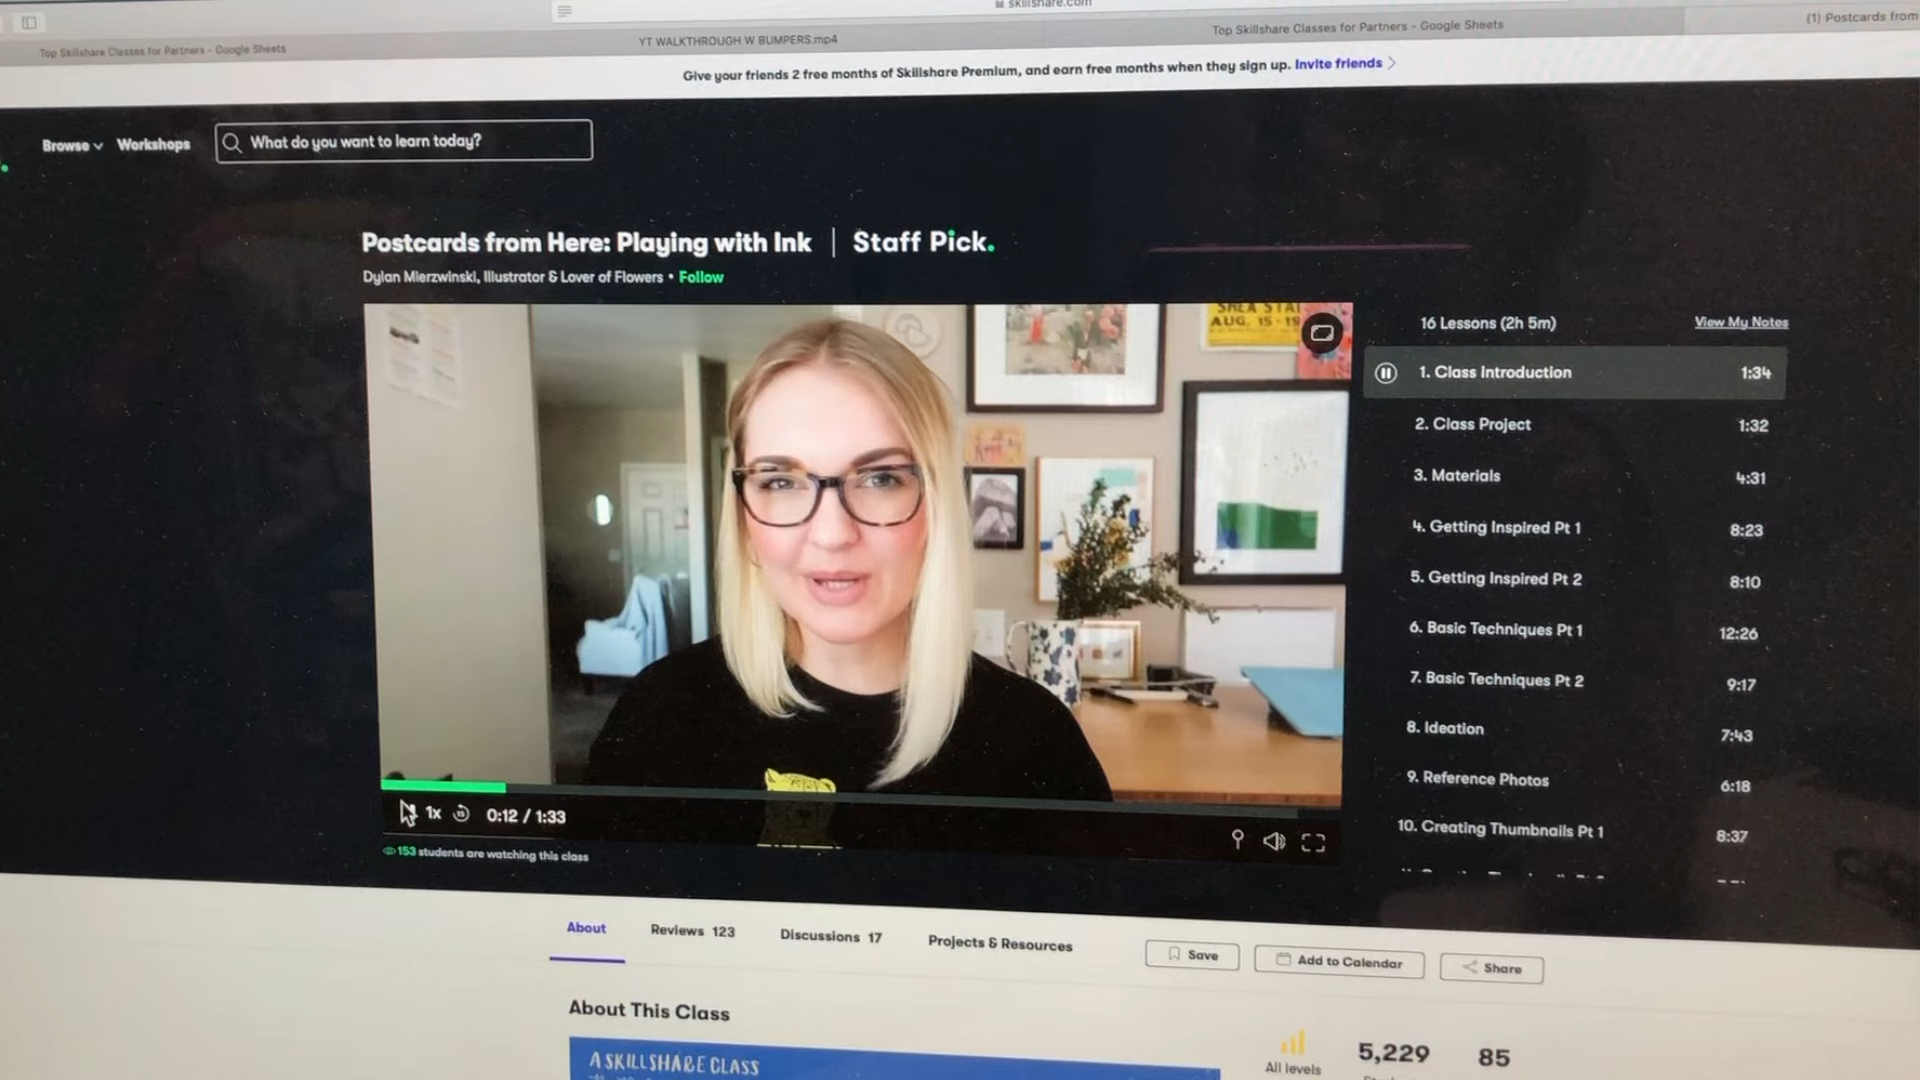 skillshare.com
Top Skillshare Classes for Partners - Google Sheets
YT WALKTHROUGH W BUMPERS.mp4
Top Skillshare Classes for Partners - Google Sheets
(1) Postcards from
Give your friends 2 free months of Skillshare Premium, and earn free months when they sign up. Invite friends >
Browse
Workshops
What do you want to learn today?
Postcards from Here: Playing with Ink | Staff Pick.
Dylan Mierzwinski, Illustrator & Lover of Flowers • Follow
SHEA STA
AUG. 15-19
16 Lessons (2h 5m)
View My Notes
1. Class Introduction 1:34
2. Class Project 1:32
3. Materials 4:31
4. Getting Inspired Pt 1 8:23
5. Getting Inspired Pt 2 8:10
6. Basic Techniques Pt 1 12:26
7. Basic Techniques Pt 2 9:17
8. Ideation 7:43
9. Reference Photos 6:18
10. Creating Thumbnails Pt 1 8:37
1x 15 0:12 / 1:33
153 students are watching this class
About
Reviews 123
Discussions 17
Projects & Resources
Save
Add to Calendar
Share
About This Class
A SKILLSHARE CLASS
All levels
5,229
85